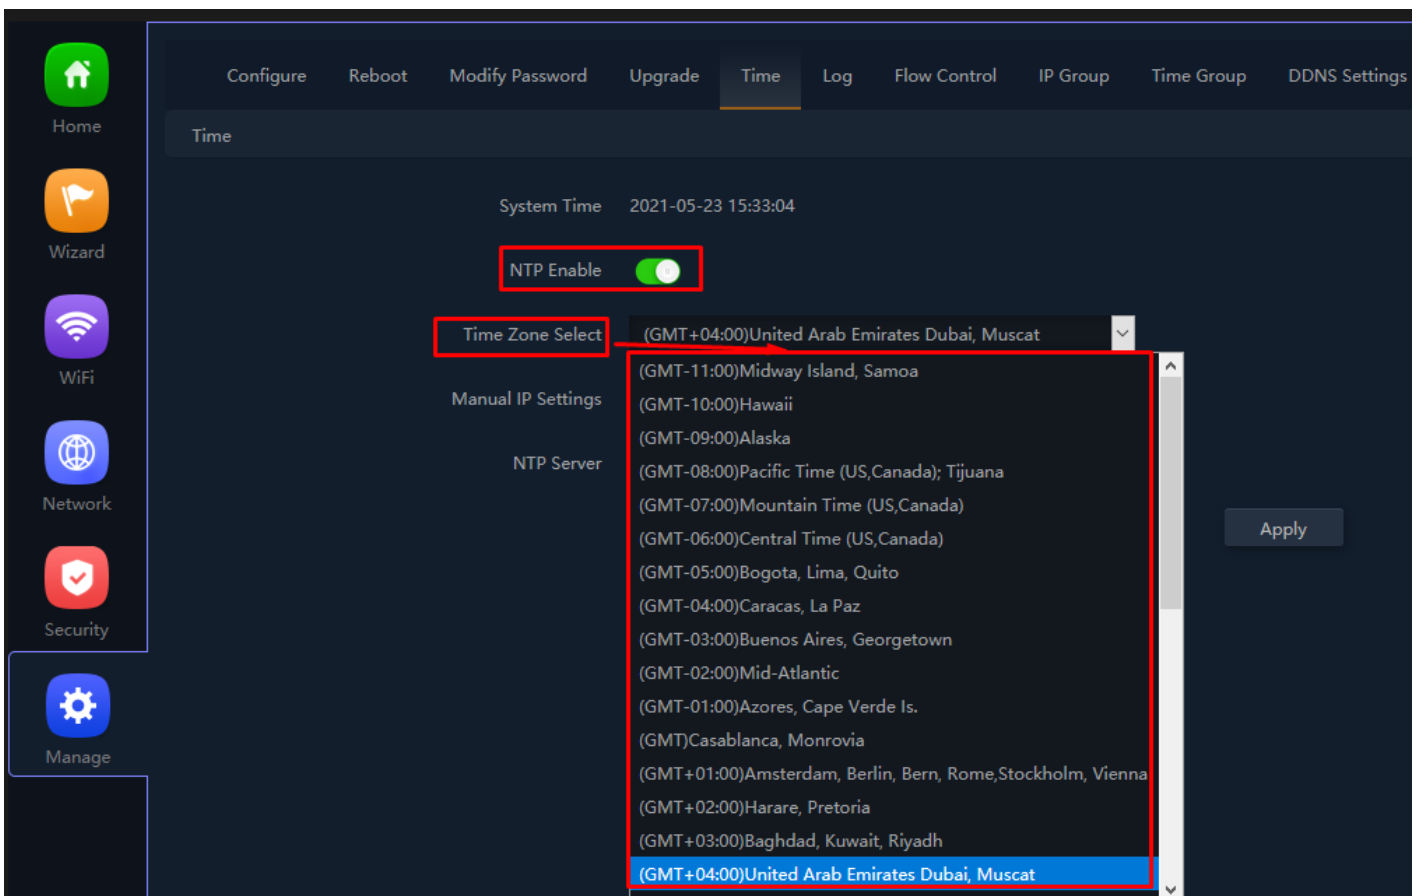 Configure Reboot Modify Password Upgrade Time Log Flow Control IP Group Time Group DDNS Settings
Home
Time
Wizard
WiFi
Network
Security
Manage
System Time 2021-05-23 15:33:04
NTP Enable
Time Zone Select (GMT+04:00)United Arab Emirates Dubai, Muscat
Manual IP Settings
NTP Server
(GMT-11:00)Midway Island, Samoa
(GMT-10:00)Hawaii
(GMT-09:00)Alaska
(GMT-08:00)Pacific Time (US,Canada); Tijuana
(GMT-07:00)Mountain Time (US,Canada)
(GMT-06:00)Central Time (US,Canada)
(GMT-05:00)Bogota, Lima, Quito
(GMT-04:00)Caracas, La Paz
(GMT-03:00)Buenos Aires, Georgetown
(GMT-02:00)Mid-Atlantic
(GMT-01:00)Azores, Cape Verde Is.
(GMT)Casablanca, Monrovia
(GMT+01:00)Amsterdam, Berlin, Bern, Rome,Stockholm, Vienna
(GMT+02:00)Harare, Pretoria
(GMT+03:00)Baghdad, Kuwait, Riyadh
(GMT+04:00)United Arab Emirates Dubai, Muscat
Apply